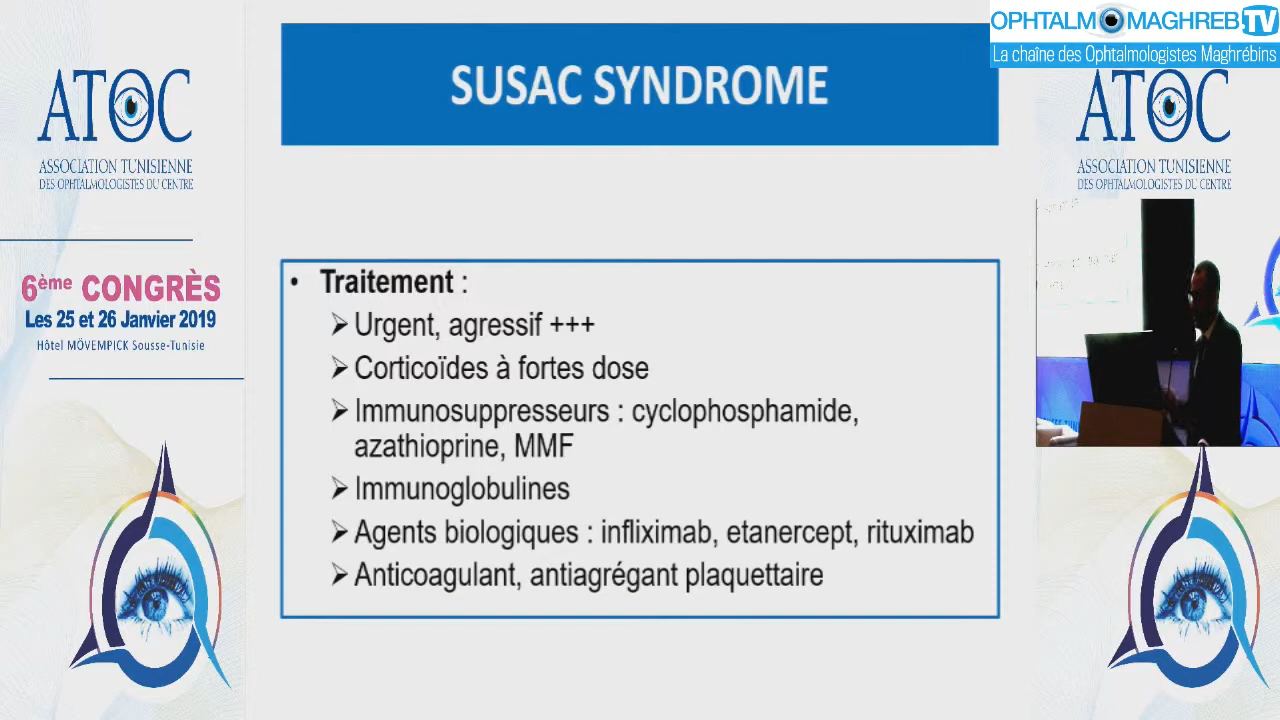 OPHTALM MAGHREB TV
La chaîne des Ophtalmologistes Maghrébins
SUSAC SYNDROME
ATOC
ASSOCIATION TUNISIENNE
DES OPHTALMOLOGISTES DU CENTRE
6ème CONGRÈS
Les 25 et 26 Janvier 2019
Hôtel MÖVEMPICK Sousse-Tunisie
• Traitement :
➢ Urgent, agressif +++
➢ Corticoïdes à fortes dose
➢ Immunosuppresseurs : cyclophosphamide,
azathioprine, MMF
➢ Immunoglobulines
➢ Agents biologiques : infliximab, etanercept, rituximab
➢ Anticoagulant, antiagrégant plaquettaire
ATOC
ASSOCIATION TUNISIENNE
DES OPHTALMOLOGISTES DU CENTRE